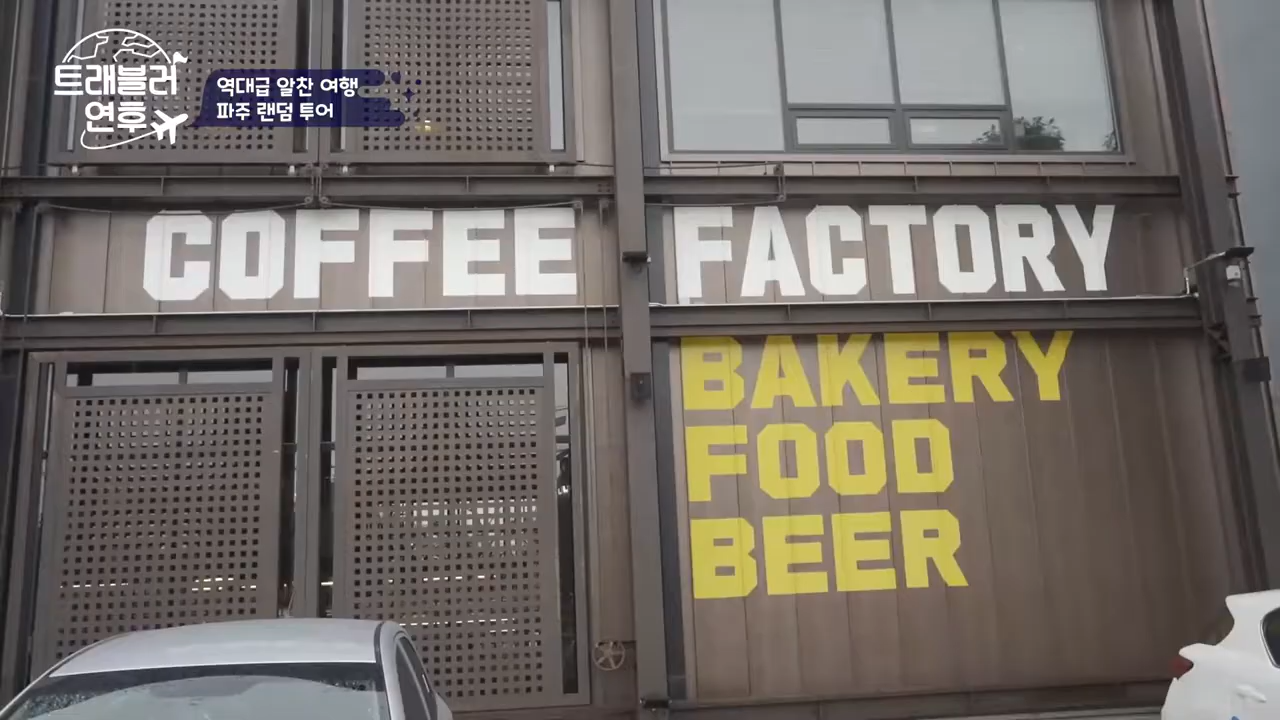 트래블러
연후
역대급 알찬 여행
파주 랜덤 투어
COFFEE FACTORY
BAKERY
FOOD
BEER